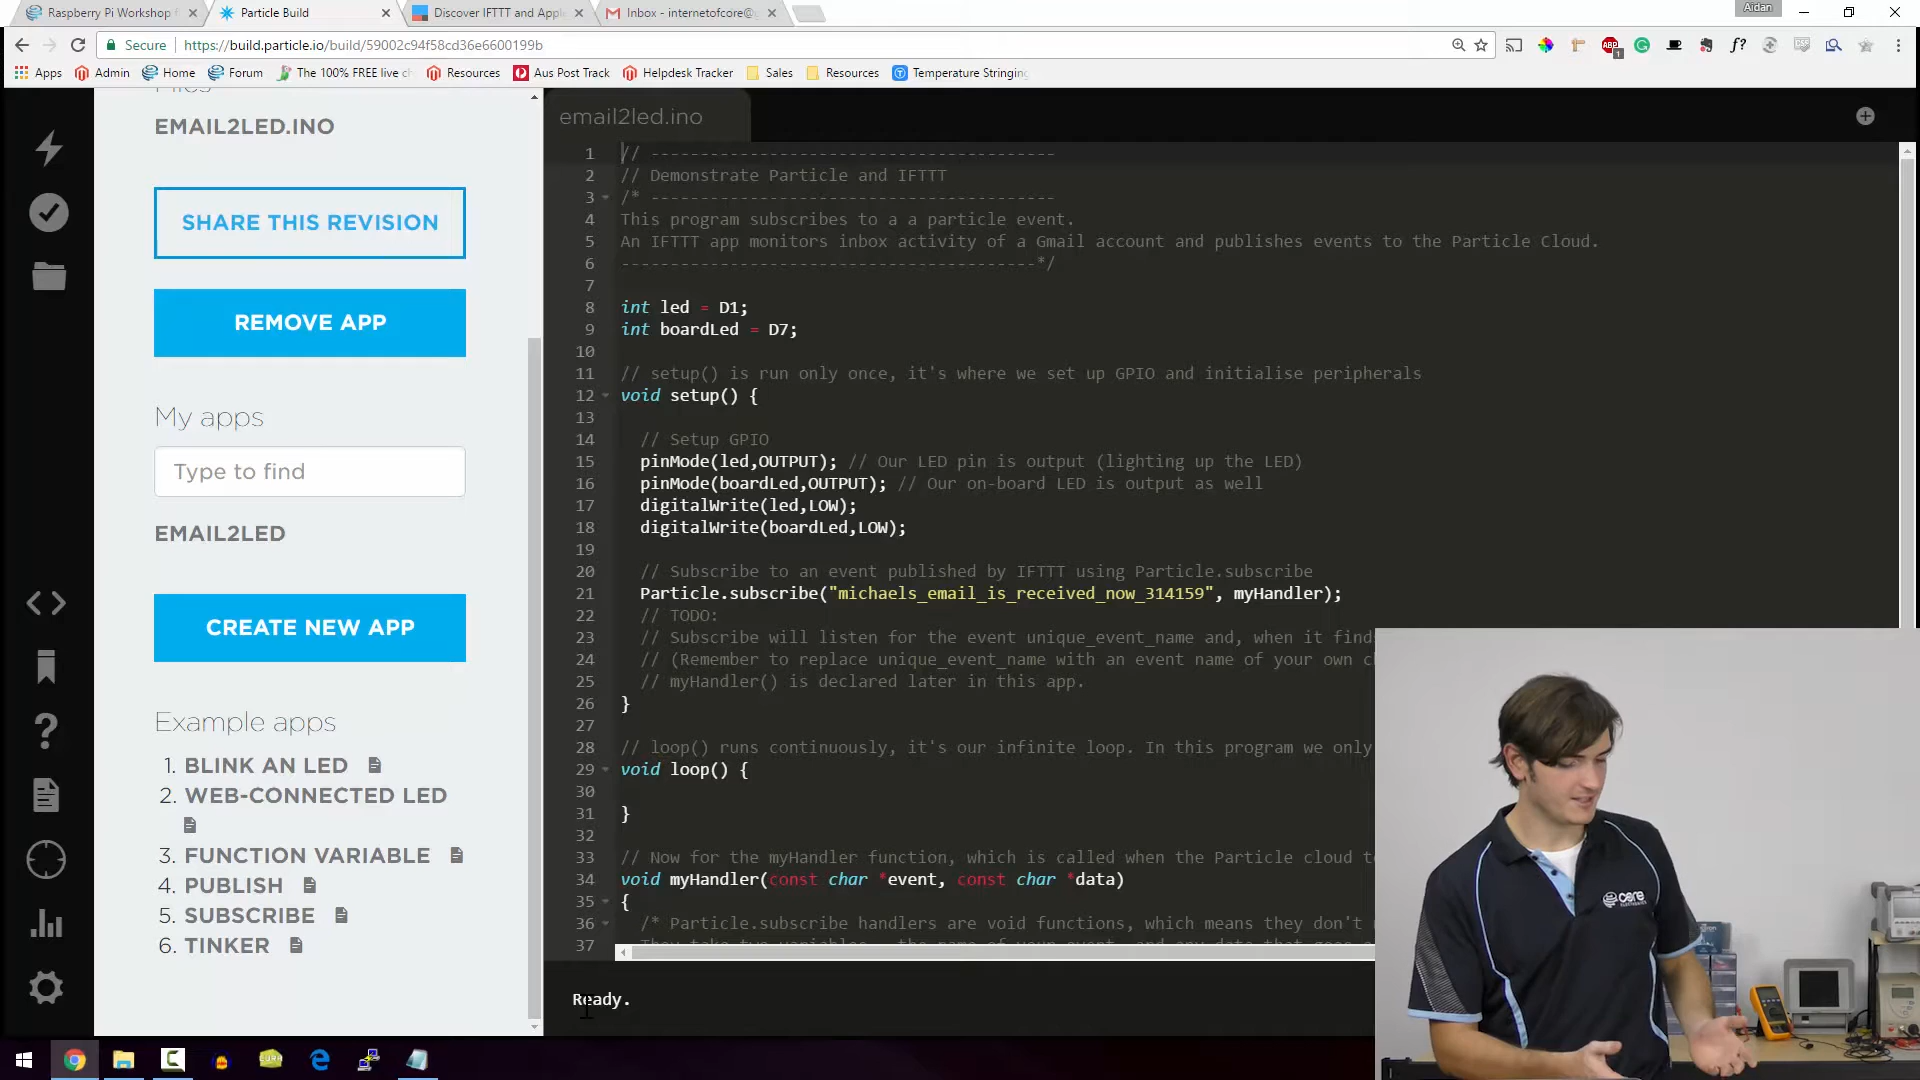 Raspberry Pi Workshop f
Particle Build
Discover IFTTT and Apple
Inbox - internetofcore@g
Aidan
Secure
https://build.particle.io/build/59002c94f58cd36e6600199b
Apps
Admin
Home
Forum
The 100% FREE live ch
Resources
Aus Post Track
Helpdesk Tracker
Sales
Resources
Temperature Stringing
Files
EMAIL2LED.INO
SHARE THIS REVISION
REMOVE APP
My apps
Type to find
EMAIL2LED
CREATE NEW APP
Example apps
1. BLINK AN LED
2. WEB-CONNECTED LED
3. FUNCTION VARIABLE
4. PUBLISH
5. SUBSCRIBE
6. TINKER
email2led.ino
1 // -----------------------------------------
2 // Demonstrate Particle and IFTTT
3 /* -----------------------------------------
4 This program subscribes to a a particle event.
5 An IFTTT app monitors inbox activity of a Gmail account and publishes events to the Particle Cloud.
6 ------------------------------------------*/
7
8 int led = D1;
9 int boardLed = D7;
10
11 // setup() is run only once, it's where we set up GPIO and initialise peripherals
12 void setup() {
13
14 // Setup GPIO
15 pinMode(led,OUTPUT); // Our LED pin is output (lighting up the LED)
16 pinMode(boardLed,OUTPUT); // Our on-board LED is output as well
17 digitalWrite(led,LOW);
18 digitalWrite(boardLed,LOW);
19
20 // Subscribe to an event published by IFTTT using Particle.subscribe
21 Particle.subscribe("michaels_email_is_received_now_314159", myHandler);
22 // TODO:
23 // Subscribe will listen for the event unique_event_name and, when it finds
24 // (Remember to replace unique_event_name with an event name of your own c
25 // myHandler() is declared later in this app.
26 }
27
28 // loop() runs continuously, it's our infinite loop. In this program we only
29 void loop() {
30
31 }
32
33 // Now for the myHandler function, which is called when the Particle cloud t
34 void myHandler(const char *event, const char *data)
35 {
36 /* Particle.subscribe handlers are void functions, which means they don't
37 They take two variables
Ready.
core
ELECTRONICS